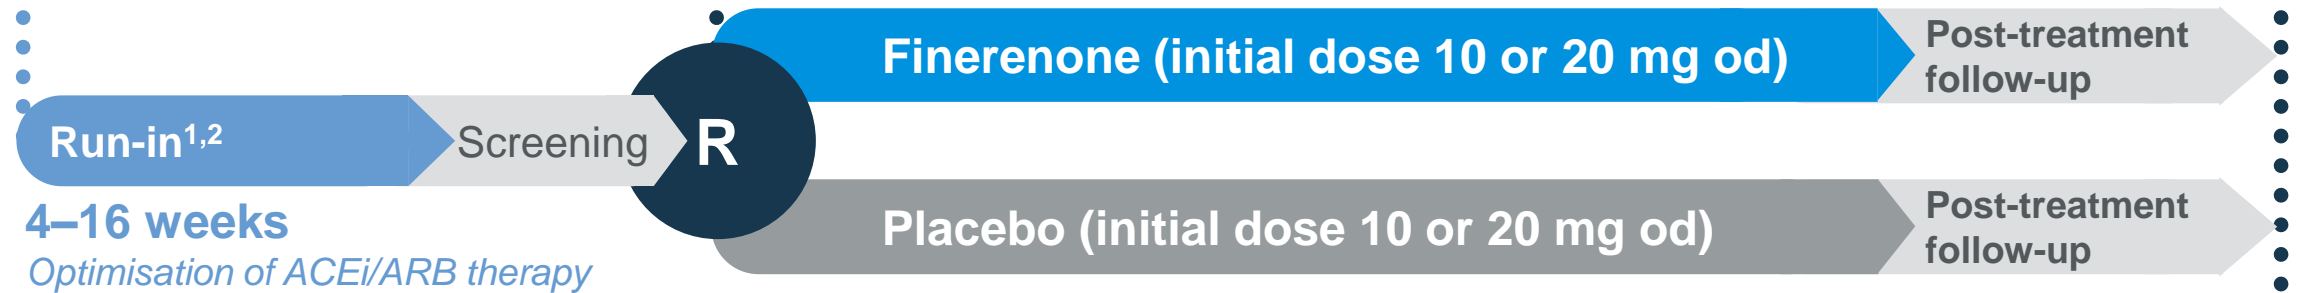 Finerenone (initial dose 10 or 20 mg od)
Post-treatment
follow-up
Run-in1,2
Screening
R
4–16 weeks
Optimisation of ACEi/ARB therapy
Placebo (initial dose 10 or 20 mg od)
Post-treatment
follow-up